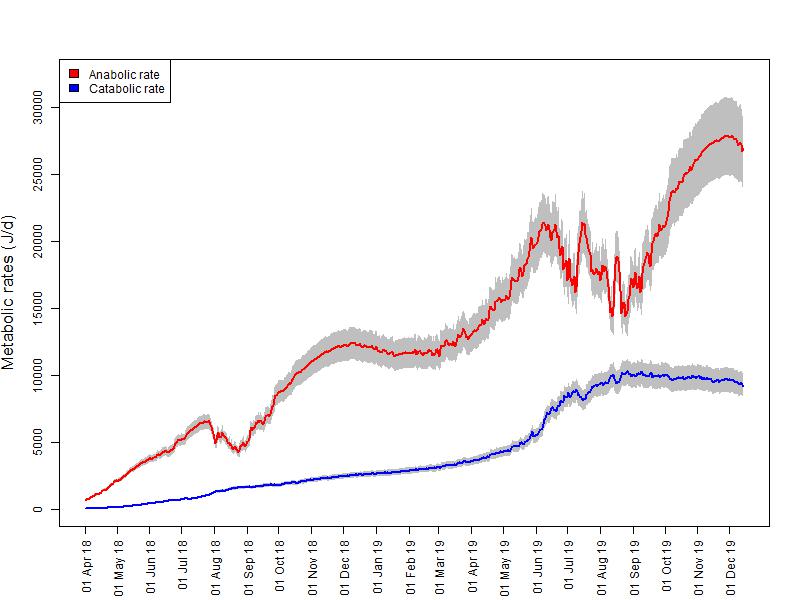 Anabolic rate
Catabolic rate
Metabolic rates (J/d)
30000
25000
20000
15000
10000
5000
0
01 Apr 18
01 May 18
01 Jun 18
01 Jul 18
01 Aug 18
01 Sep 18
01 Oct 18
01 Nov 18
01 Dec 18
01 Jan 19
01 Feb 19
01 Mar 19
01 Apr 19
01 May 19
01 Jun 19
01 Jul 19
01 Aug 19
01 Sep 19
01 Oct 19
01 Nov 19
01 Dec 19